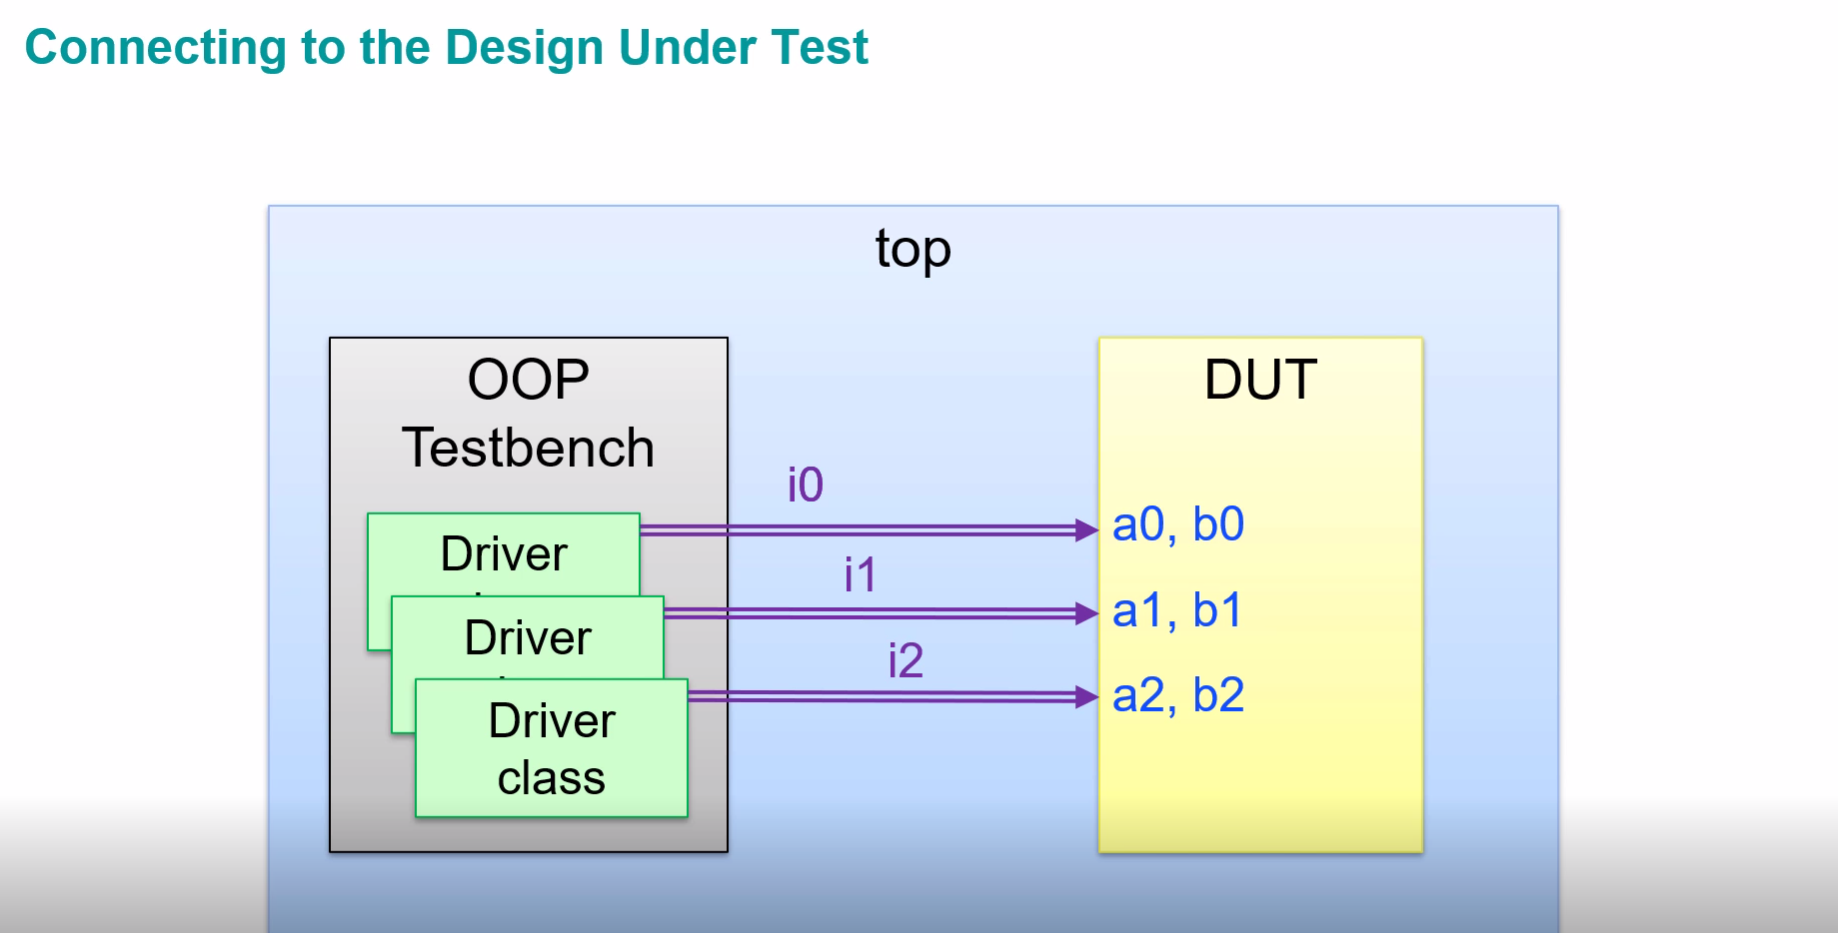 Connecting to the Design Under Test
top
OOP
Testbench
DUT
i0
a0, b0
Driver
i1
a1, b1
Driver
i2
a2, b2
Driver
class